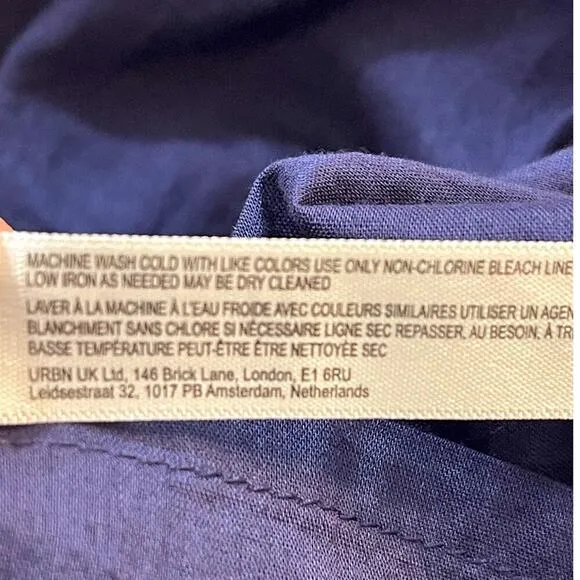 MACHINE WASH COLD WITH LIKE COLORS USE ONLY NON-CHLORINE BLEACH LINE
LOW IRON AS NEEDED MAY BE DRY CLEANED
LAVER À LA MACHINE À L'EAU FROIDE AVEC COULEURS SIMILAIRES UTILISER UN AGEN
BLANCHIMENT SANS CHLORE SI NÉCESSAIRE LIGNE SEC REPASSER, AU BESOIN, À TR
BASSE TEMPÉRATURE PEUT-ÊTRE ÊTRE NETTOYÉE SEC
URBN UK Ltd, 146 Brick Lane, London, E1 6RU
Leidsestraat 32, 1017 PB Amsterdam, Netherlands